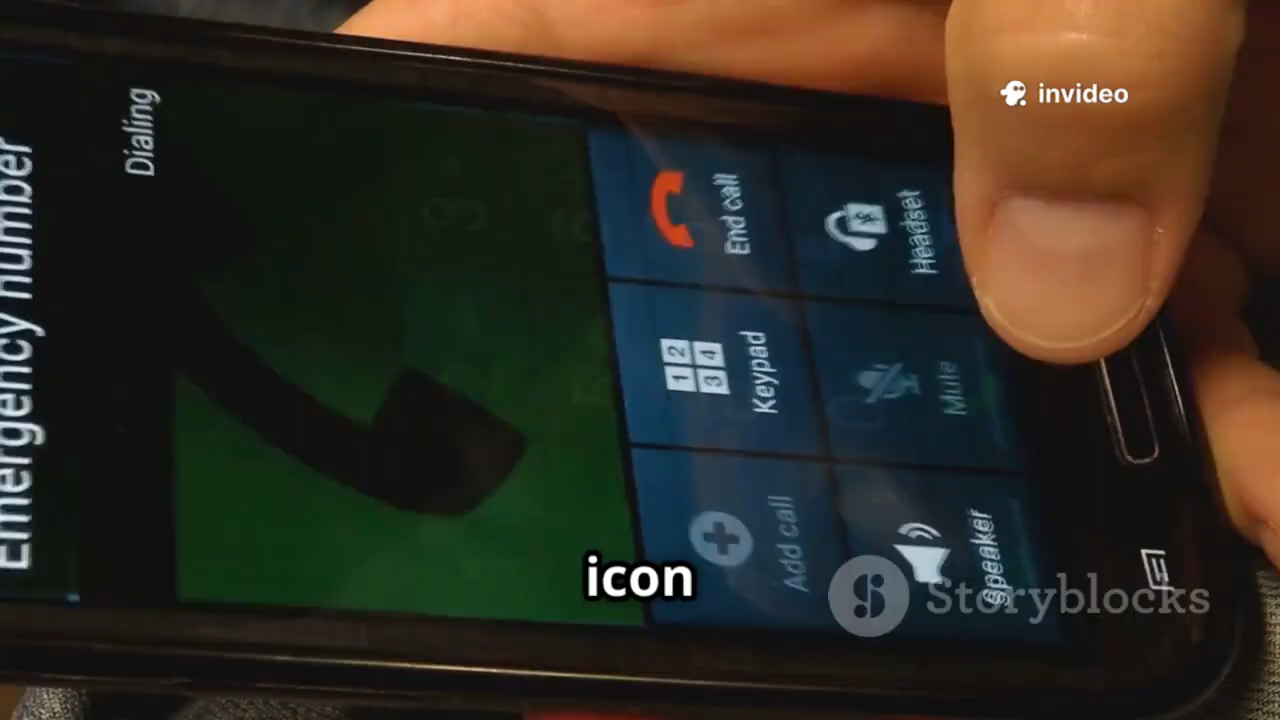 Emergency number
Dialing
End call
Keypad
1 2
3 4
Add call
Headset
Mute
Speaker
invideo
icon
Storyblocks